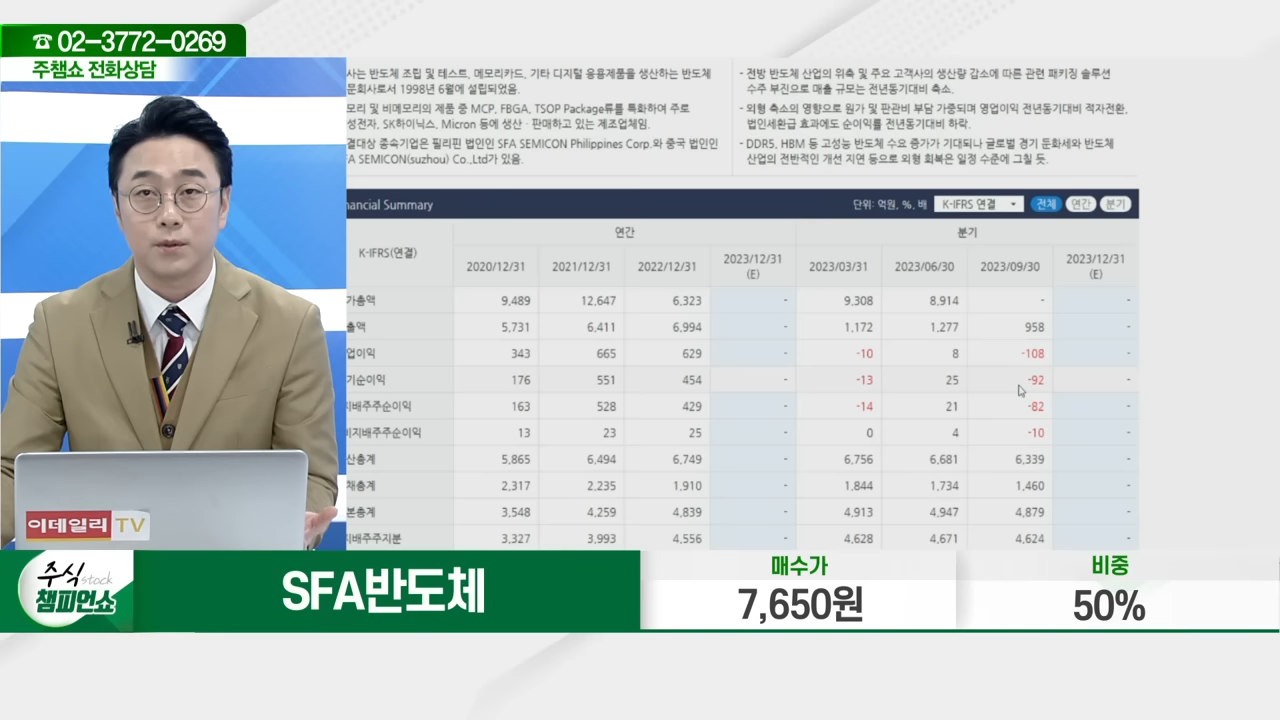 ☎ 02-3772-0269
주챔쇼 전화상담
사는 반도체 조립 및 테스트, 메모리카드, 기타 디지털 응용제품을 생산하는 반도체
문회사로서 1998년 6월에 설립되었음.
모리 및 비메모리의 제품 중 MCP, FBGA, TSOP Package류를 특화하여 주로
성전자, SK하이닉스, Micron 등에 생산ㆍ판매하고 있는 제조업체임.
결대상 종속기업은 필리핀 법인인 SFA SEMICON Philippines Corp.와 중국 법인인
FA SEMICON(suzhou) Co.,Ltd가 있음.
- 전방 반도체 산업의 위축 및 주요 고객사의 생산량 감소에 따른 관련 패키징 솔루션
수주 부진으로 매출 규모는 전년동기대비 축소.
- 외형 축소의 영향으로 원가 및 판관비 부담 가중되며 영업이익 전년동기대비 적자전환,
법인세환급 효과에도 순이익률 전년동기대비 하락.
- DDR5, HBM 등 고성능 반도체 수요 증가가 기대되나 글로벌 경기 둔화세와 반도체
산업의 전반적인 개선 지연 등으로 외형 회복은 일정 수준에 그칠 듯.
nancial Summary 단위: 억원, %, 배 K-IFRS 연결 전체 연간 분기
K-IFRS(연결) 연간 분기
2020/12/31 2021/12/31 2022/12/31 2023/12/31 (E) 2023/03/31 2023/06/30 2023/09/30 2023/12/31 (E)
가총액 9,489 12,647 6,323 - 9,308 8,914 - -
출액 5,731 6,411 6,994 - 1,172 1,277 958 -
업이익 343 665 629 - -10 8 -108 -
기순이익 176 551 454 - -13 25 -92 -
지배주주순이익 163 528 429 - -14 21 -82 -
비지배주주순이익 13 23 25 - 0 4 -10 -
산총계 5,865 6,494 6,749 - 6,756 6,681 6,339 -
채총계 2,317 2,235 1,910 - 1,844 1,734 1,460 -
본총계 3,548 4,259 4,839 - 4,913 4,947 4,879 -
지배주주지분 3,327 3,993 4,556 - 4,628 4,671 4,624 -
이데일리 TV
주식 stock
챔피언쇼
SFA반도체
매수가
7,650원
비중
50%